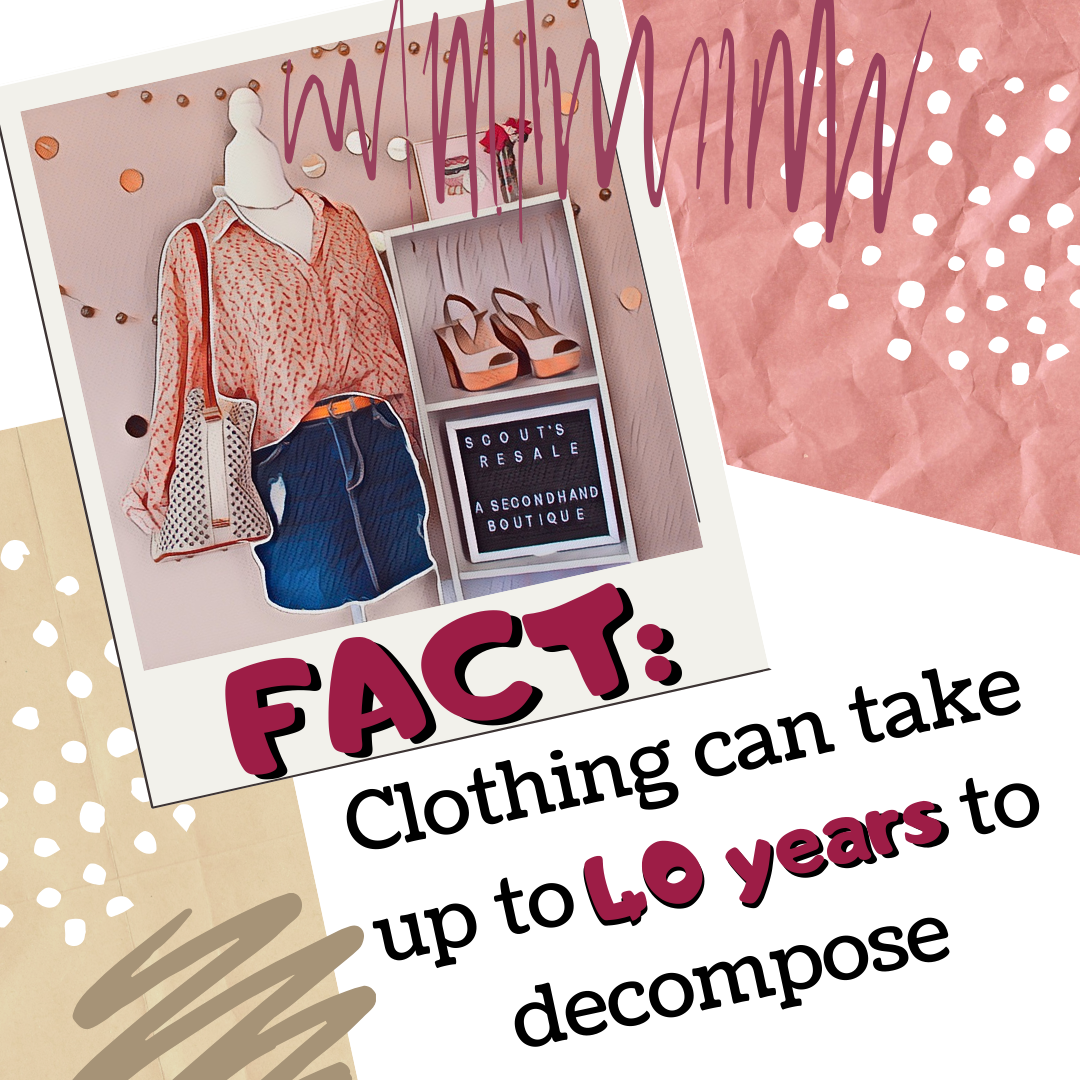 SCOUT'S
RESALE
A SECONDHAND
BOUTIQUE
FACT:
Clothing can take
up to 40 years to
decompose